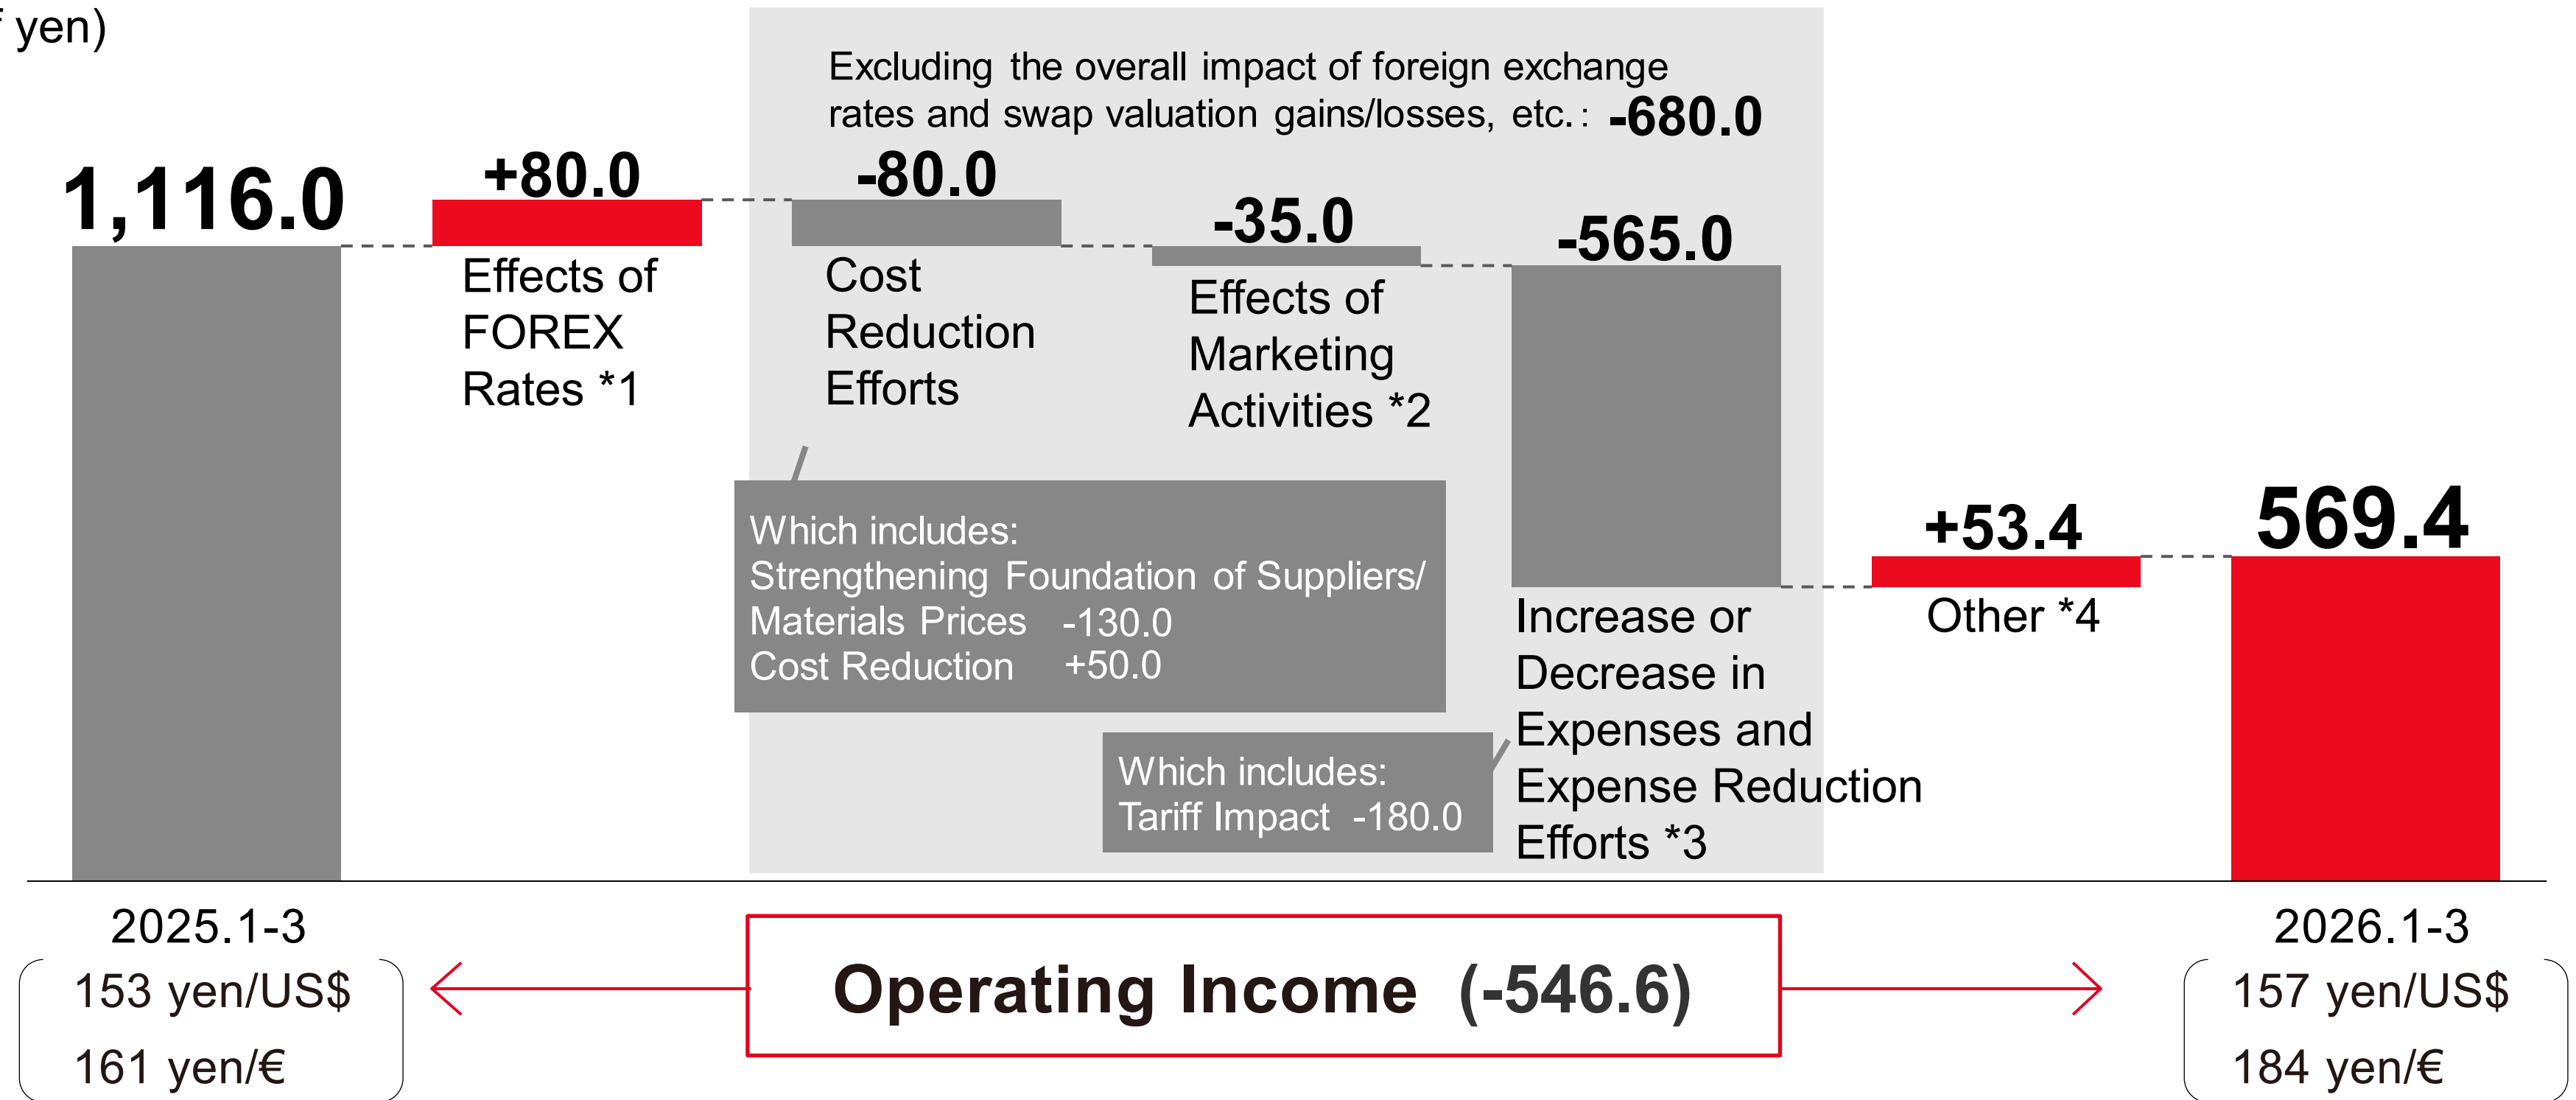 yen)
Excluding the overall impact of foreign exchange
rates and swap valuation gains/losses, etc.: -680.0
1,116.0
+80.0
Effects of
FOREX
Rates *1
-80.0
Cost
Reduction
Efforts
-35.0
Effects of
Marketing
Activities *2
-565.0
Increase or
Decrease in
Expenses and
Expense Reduction
Efforts *3
+53.4
Other *4
569.4
Which includes:
Strengthening Foundation of Suppliers/
Materials Prices -130.0
Cost Reduction +50.0
Which includes:
Tariff Impact -180.0
2025.1-3
153 yen/US$
161 yen/€
Operating Income (-546.6)
2026.1-3
157 yen/US$
184 yen/€